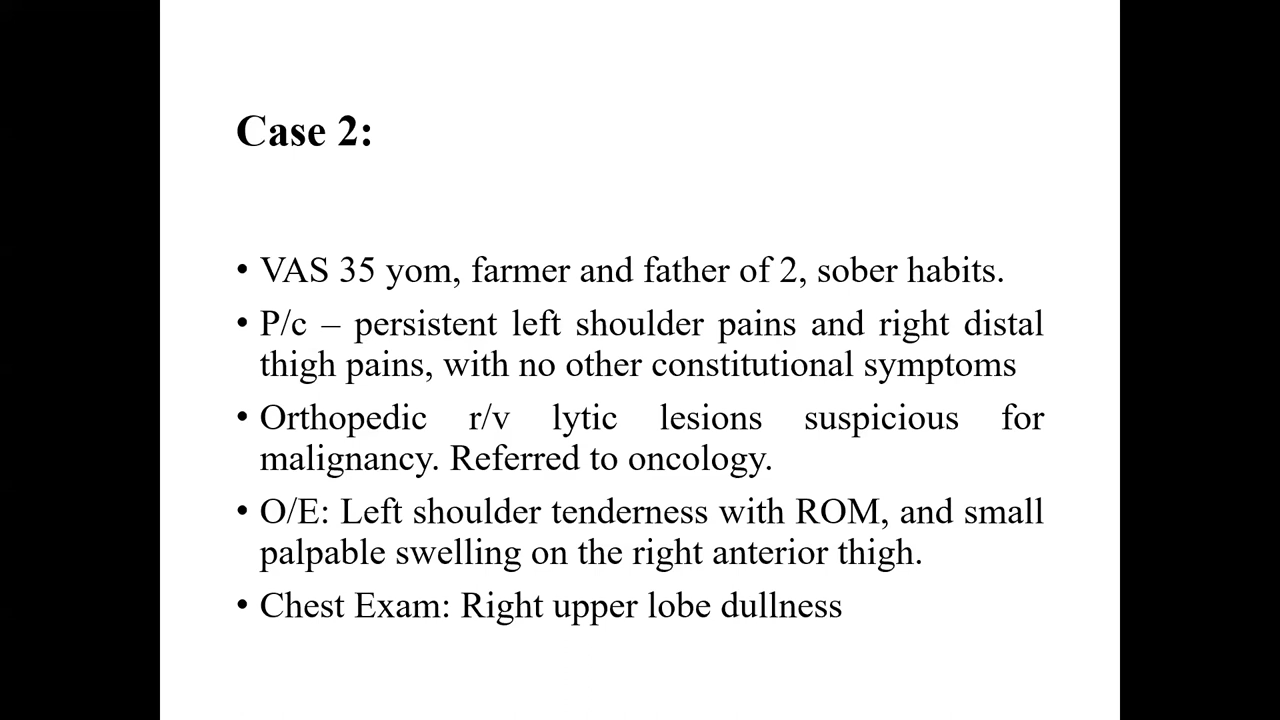 Case 2:
• VAS 35 yom, farmer and father of 2, sober habits.
• P/c – persistent left shoulder pains and right distal
thigh pains, with no other constitutional symptoms
• Orthopedic r/v lytic lesions suspicious for
malignancy. Referred to oncology.
• O/E: Left shoulder tenderness with ROM, and small
palpable swelling on the right anterior thigh.
• Chest Exam: Right upper lobe dullness